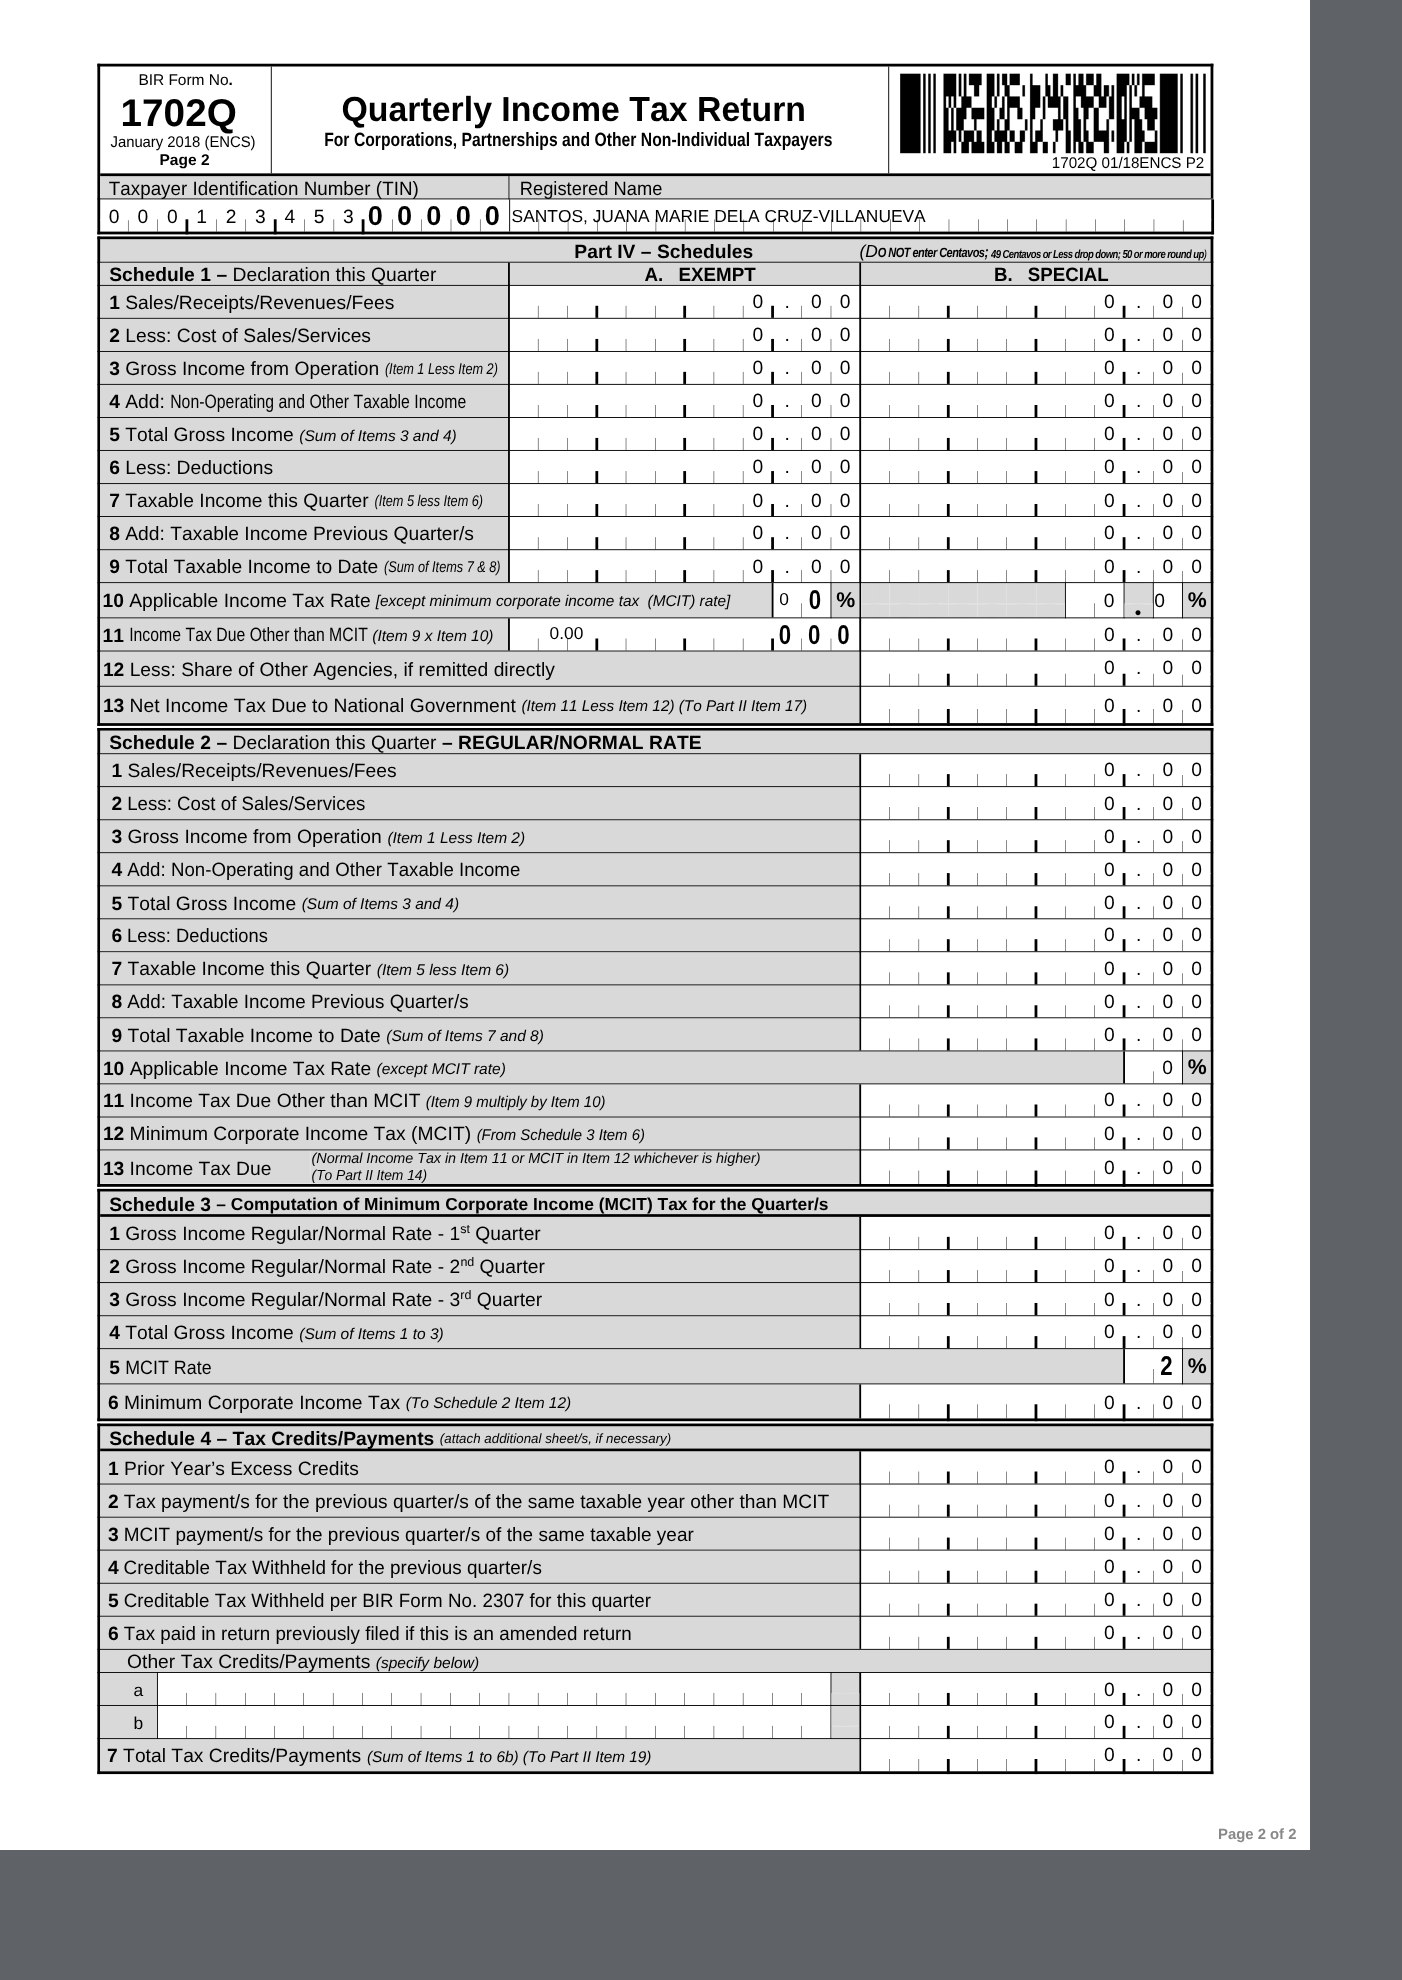 BIR Form No.
1702Q
January 2018 (ENCS)
Page 2
Quarterly Income Tax Return
For Corporations, Partnerships and Other Non-Individual Taxpayers
1702Q 01/18ENCS P2
Taxpayer Identification Number (TIN) Registered Name
0 0 0 1 2 3 4 5 3 0 0 0 0 0 SANTOS, JUANA MARIE DELA CRUZ-VILLANUEVA
Part IV – Schedules (Do NOT enter Centavos; 49 Centavos or Less drop down; 50 or more round up)
Schedule 1 – Declaration this Quarter A. EXEMPT B. SPECIAL
1 Sales/Receipts/Revenues/Fees 0 . 0 0 0 . 0 0
2 Less: Cost of Sales/Services 0 . 0 0 0 . 0 0
3 Gross Income from Operation (Item 1 Less Item 2) 0 . 0 0 0 . 0 0
4 Add: Non-Operating and Other Taxable Income 0 . 0 0 0 . 0 0
5 Total Gross Income (Sum of Items 3 and 4) 0 . 0 0 0 . 0 0
6 Less: Deductions 0 . 0 0 0 . 0 0
7 Taxable Income this Quarter (Item 5 less Item 6) 0 . 0 0 0 . 0 0
8 Add: Taxable Income Previous Quarter/s 0 . 0 0 0 . 0 0
9 Total Taxable Income to Date (Sum of Items 7 & 8) 0 . 0 0 0 . 0 0
10 Applicable Income Tax Rate [except minimum corporate income tax (MCIT) rate] 0 0 % 0 . 0 %
11 Income Tax Due Other than MCIT (Item 9 x Item 10) 0.00 0 0 0 0 . 0 0
12 Less: Share of Other Agencies, if remitted directly 0 . 0 0
13 Net Income Tax Due to National Government (Item 11 Less Item 12) (To Part II Item 17) 0 . 0 0
Schedule 2 – Declaration this Quarter – REGULAR/NORMAL RATE
1 Sales/Receipts/Revenues/Fees 0 . 0 0
2 Less: Cost of Sales/Services 0 . 0 0
3 Gross Income from Operation (Item 1 Less Item 2) 0 . 0 0
4 Add: Non-Operating and Other Taxable Income 0 . 0 0
5 Total Gross Income (Sum of Items 3 and 4) 0 . 0 0
6 Less: Deductions 0 . 0 0
7 Taxable Income this Quarter (Item 5 less Item 6) 0 . 0 0
8 Add: Taxable Income Previous Quarter/s 0 . 0 0
9 Total Taxable Income to Date (Sum of Items 7 and 8) 0 . 0 0
10 Applicable Income Tax Rate (except MCIT rate) 0 %
11 Income Tax Due Other than MCIT (Item 9 multiply by Item 10) 0 . 0 0
12 Minimum Corporate Income Tax (MCIT) (From Schedule 3 Item 6) 0 . 0 0
13 Income Tax Due (Normal Income Tax in Item 11 or MCIT in Item 12 whichever is higher) 0 . 0 0
(To Part II Item 14)
Schedule 3 – Computation of Minimum Corporate Income (MCIT) Tax for the Quarter/s
1 Gross Income Regular/Normal Rate - 1st Quarter 0 . 0 0
2 Gross Income Regular/Normal Rate - 2nd Quarter 0 . 0 0
3 Gross Income Regular/Normal Rate - 3rd Quarter 0 . 0 0
4 Total Gross Income (Sum of Items 1 to 3) 0 . 0 0
5 MCIT Rate 2 %
6 Minimum Corporate Income Tax (To Schedule 2 Item 12) 0 . 0 0
Schedule 4 – Tax Credits/Payments (attach additional sheet/s, if necessary)
1 Prior Year’s Excess Credits 0 . 0 0
2 Tax payment/s for the previous quarter/s of the same taxable year other than MCIT 0 . 0 0
3 MCIT payment/s for the previous quarter/s of the same taxable year 0 . 0 0
4 Creditable Tax Withheld for the previous quarter/s 0 . 0 0
5 Creditable Tax Withheld per BIR Form No. 2307 for this quarter 0 . 0 0
6 Tax paid in return previously filed if this is an amended return 0 . 0 0
Other Tax Credits/Payments (specify below)
a 0 . 0 0
b 0 . 0 0
7 Total Tax Credits/Payments (Sum of Items 1 to 6b) (To Part II Item 19) 0 . 0 0
Page 2 of 2